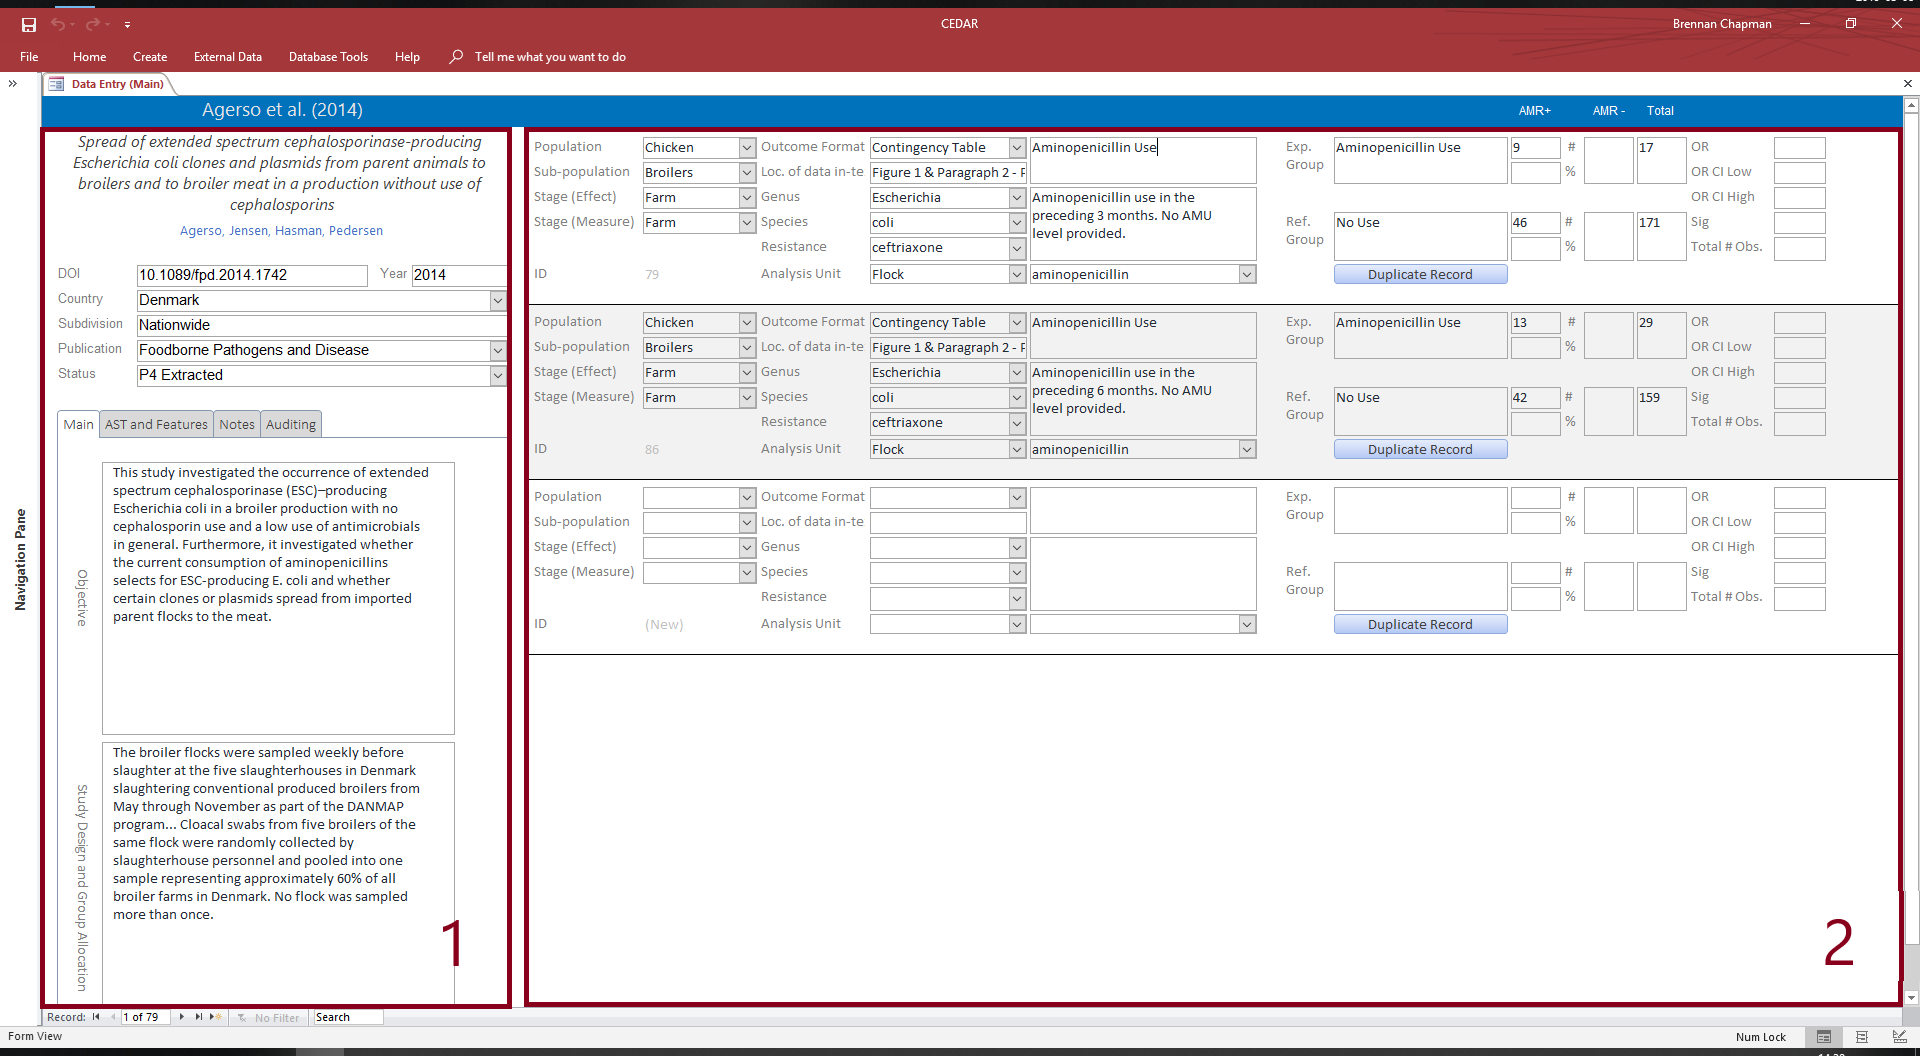 CEDAR
Brennan Chapman
File Home Create External Data Database Tools Help Tell me what you want to do
Data Entry (Main)
Agerso et al. (2014)
AMR+ AMR - Total
Navigation Pane
Spread of extended spectrum cephalosporinase-producing
Escherichia coli clones and plasmids from parent animals to
broilers and to broiler meat in a production without use of
cephalosporins
Agerso, Jensen, Hasman, Pedersen
DOI 10.1089/fpd.2014.1742 Year 2014
Country Denmark
Subdivision Nationwide
Publication Foodborne Pathogens and Disease
Status P4 Extracted
Main AST and Features Notes Auditing
Objective
This study investigated the occurrence of extended
spectrum cephalosporinase (ESC)–producing
Escherichia coli in a broiler production with no
cephalosporin use and a low use of antimicrobials
in general. Furthermore, it investigated whether
the current consumption of aminopenicillins
selects for ESC-producing E. coli and whether
certain clones or plasmids spread from imported
parent flocks to the meat.
Study Design and Group Allocation
The broiler flocks were sampled weekly before
slaughter at the five slaughterhouses in Denmark
slaughtering conventional produced broilers from
May through November as part of the DANMAP
program... Cloacal swabs from five broilers of the
same flock were randomly collected by
slaughterhouse personnel and pooled into one
sample representing approximately 60% of all
broiler farms in Denmark. No flock was sampled
more than once.
1
Population Chicken Outcome Format Contingency Table Aminopenicillin Use Exp. Group Aminopenicillin Use 9 # 17 OR
Sub-population Broilers Loc. of data in-te Figure 1 & Paragraph 2 - F % OR CI Low
Stage (Effect) Farm Genus Escherichia Aminopenicillin use in the OR CI High
preceding 3 months. No AMU
level provided.
Stage (Measure) Farm Species coli Ref. Group No Use 46 # 171 Sig
Resistance ceftriaxone % Total # Obs.
ID 79 Analysis Unit Flock aminopenicillin Duplicate Record
Population Chicken Outcome Format Contingency Table Aminopenicillin Use Exp. Group Aminopenicillin Use 13 # 29 OR
Sub-population Broilers Loc. of data in-te Figure 1 & Paragraph 2 - F % OR CI Low
Stage (Effect) Farm Genus Escherichia Aminopenicillin use in the OR CI High
preceding 6 months. No AMU
level provided.
Stage (Measure) Farm Species coli Ref. Group No Use 42 # 159 Sig
Resistance ceftriaxone % Total # Obs.
ID 86 Analysis Unit Flock aminopenicillin Duplicate Record
Population Outcome Format Exp. Group # OR
Sub-population Loc. of data in-te % OR CI Low
Stage (Effect) Genus OR CI High
Stage (Measure) Species Ref. Group # Sig
Resistance % Total # Obs.
ID (New) Analysis Unit Duplicate Record
2
Record: 1 of 79 No Filter Search
Form View Num Lock